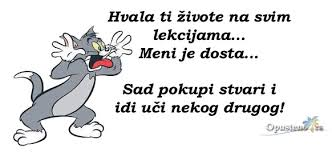 Hvala ti živote na svim
lekcijama...
Meni je dosta...
Sad pokupi stvari i
idi uči nekog drugog!